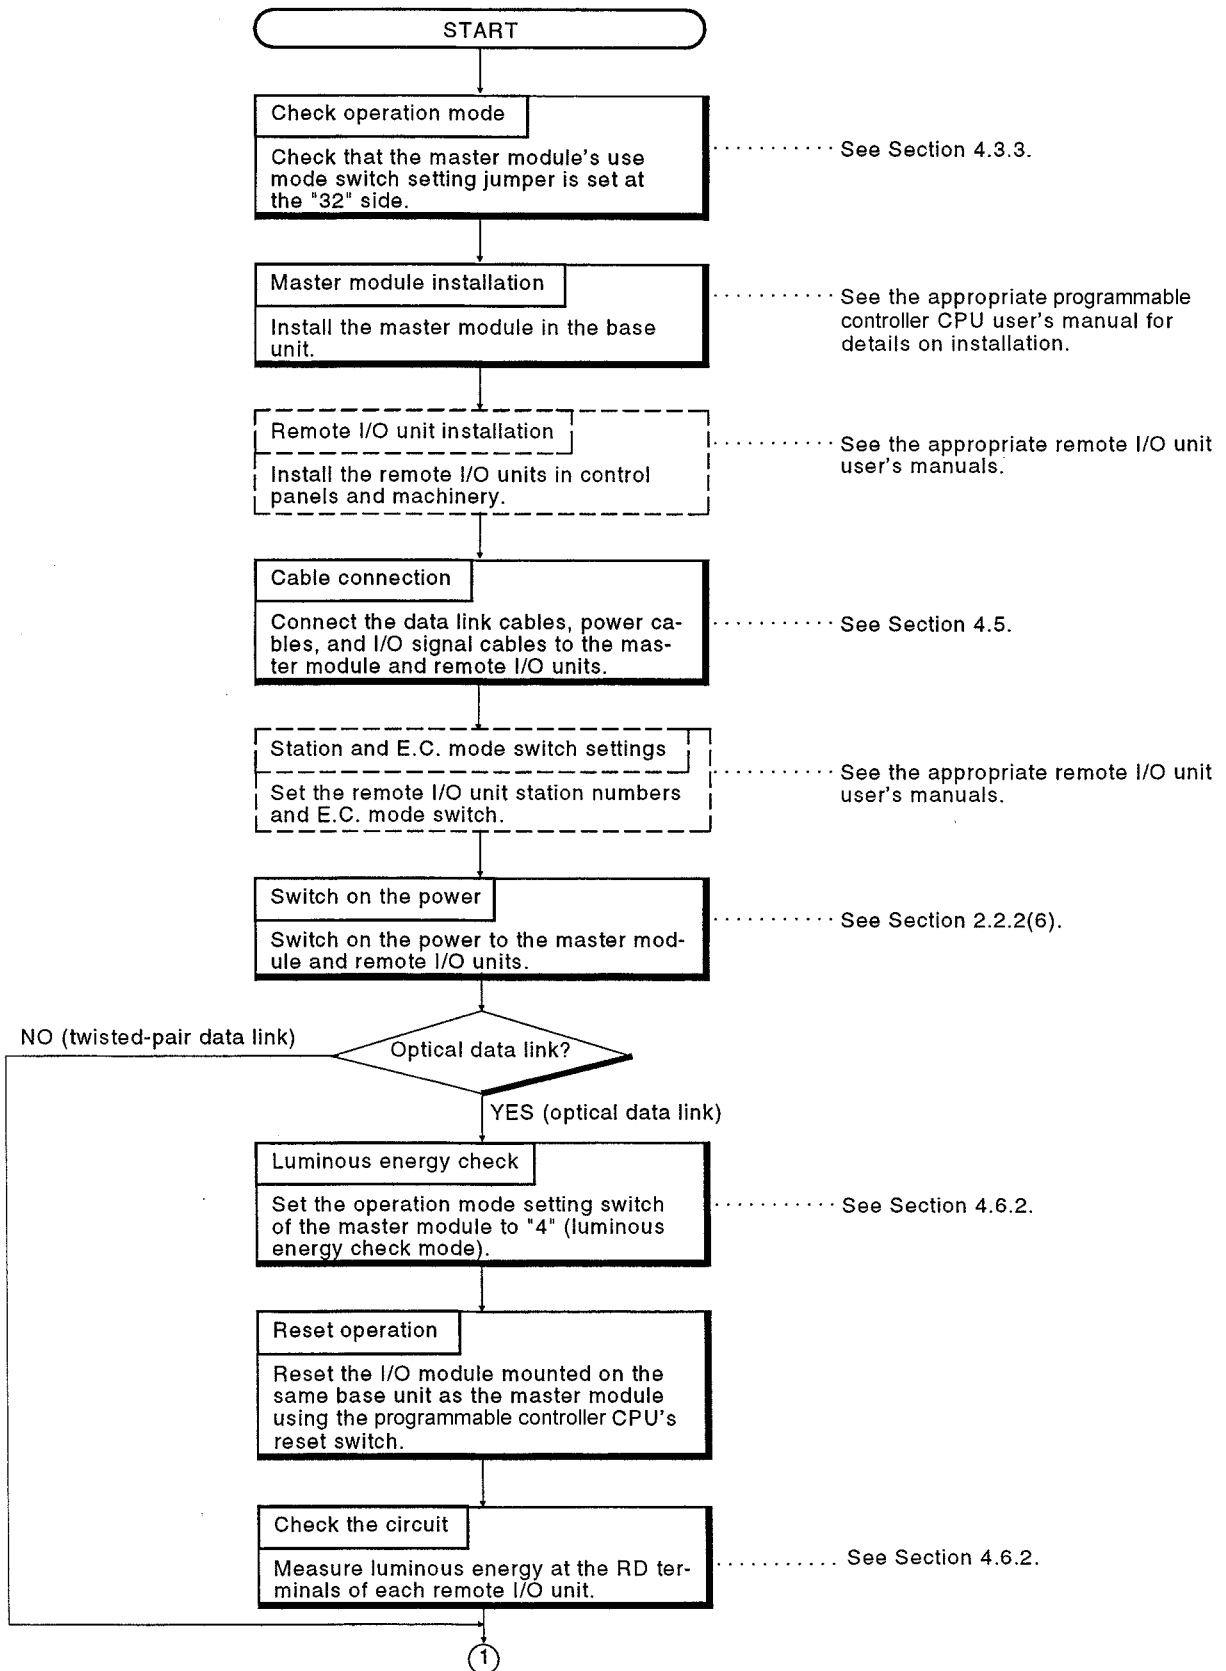 START
Check operation mode
Check that the master module's use
mode switch setting jumper is set at
the "32" side.
See Section 4.3.3.
Master module installation
Install the master module in the base
unit.
See the appropriate programmable
controller CPU user's manual for
details on installation.
Remote I/O unit installation
Install the remote I/O units in control
panels and machinery.
See the appropriate remote I/O unit
user's manuals.
Cable connection
Connect the data link cables, power ca-
bles, and I/O signal cables to the mas-
ter module and remote I/O units.
See Section 4.5.
Station and E.C. mode switch settings
Set the remote I/O unit station numbers
and E.C. mode switch.
See the appropriate remote I/O unit
user's manuals.
Switch on the power
Switch on the power to the master mod-
ule and remote I/O units.
See Section 2.2.2(6).
NO (twisted-pair data link)
Optical data link?
YES (optical data link)
Luminous energy check
Set the operation mode setting switch
of the master module to "4" (luminous
energy check mode).
See Section 4.6.2.
Reset operation
Reset the I/O module mounted on the
same base unit as the master module
using the programmable controller CPU's
reset switch.
Check the circuit
Measure luminous energy at the RD ter-
minals of each remote I/O unit.
See Section 4.6.2.
1